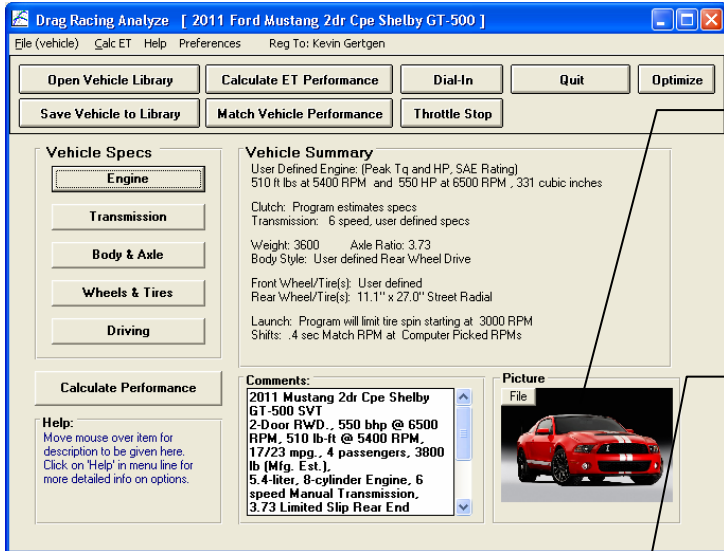 Drag Racing Analyze   [ 2011 Ford Mustang 2dr Cpe Shelby GT-500 ]
File (vehicle)   Calc ET   Help   Preferences   Reg To: Kevin Gertgen
Open Vehicle Library   Calculate ET Performance   Dial-In   Quit   Optimize
Save Vehicle to Library   Match Vehicle Performance   Throttle Stop
Vehicle Specs
Engine
Transmission
Body & Axle
Wheels & Tires
Driving
Calculate Performance
Help:
Move mouse over item for
description to be given here.
Click on 'Help' in menu line for
more detailed info on options.
Vehicle Summary
User Defined Engine: (Peak Tq and HP, SAE Rating)
510 ft lbs at 5400 RPM  and  550 HP at 6500 RPM , 331 cubic inches
Clutch:  Program estimates specs
Transmission:   6 speed, user defined specs
Weight: 3600      Axle Ratio: 3.73
Body Style:  User defined Rear Wheel Drive
Front Wheel/Tire(s):  User defined
Rear Wheel/Tire(s):  11.1" x 27.0" Street Radial
Launch:  Program will limit tire spin starting at  3000 RPM
Shifts:  .4 sec Match RPM at  Computer Picked RPMs
Comments:
2011 Mustang 2dr Cpe Shelby
GT-500 SVT
2-Door RWD., 550 bhp @ 6500
RPM, 510 lb-ft @ 5400 RPM,
17/23 mpg., 4 passengers, 3800
lb (Mfg. Est.),
5.4-liter, 8-cylinder Engine, 6
speed Manual Transmission,
3.73 Limited Slip Rear End
Picture
File